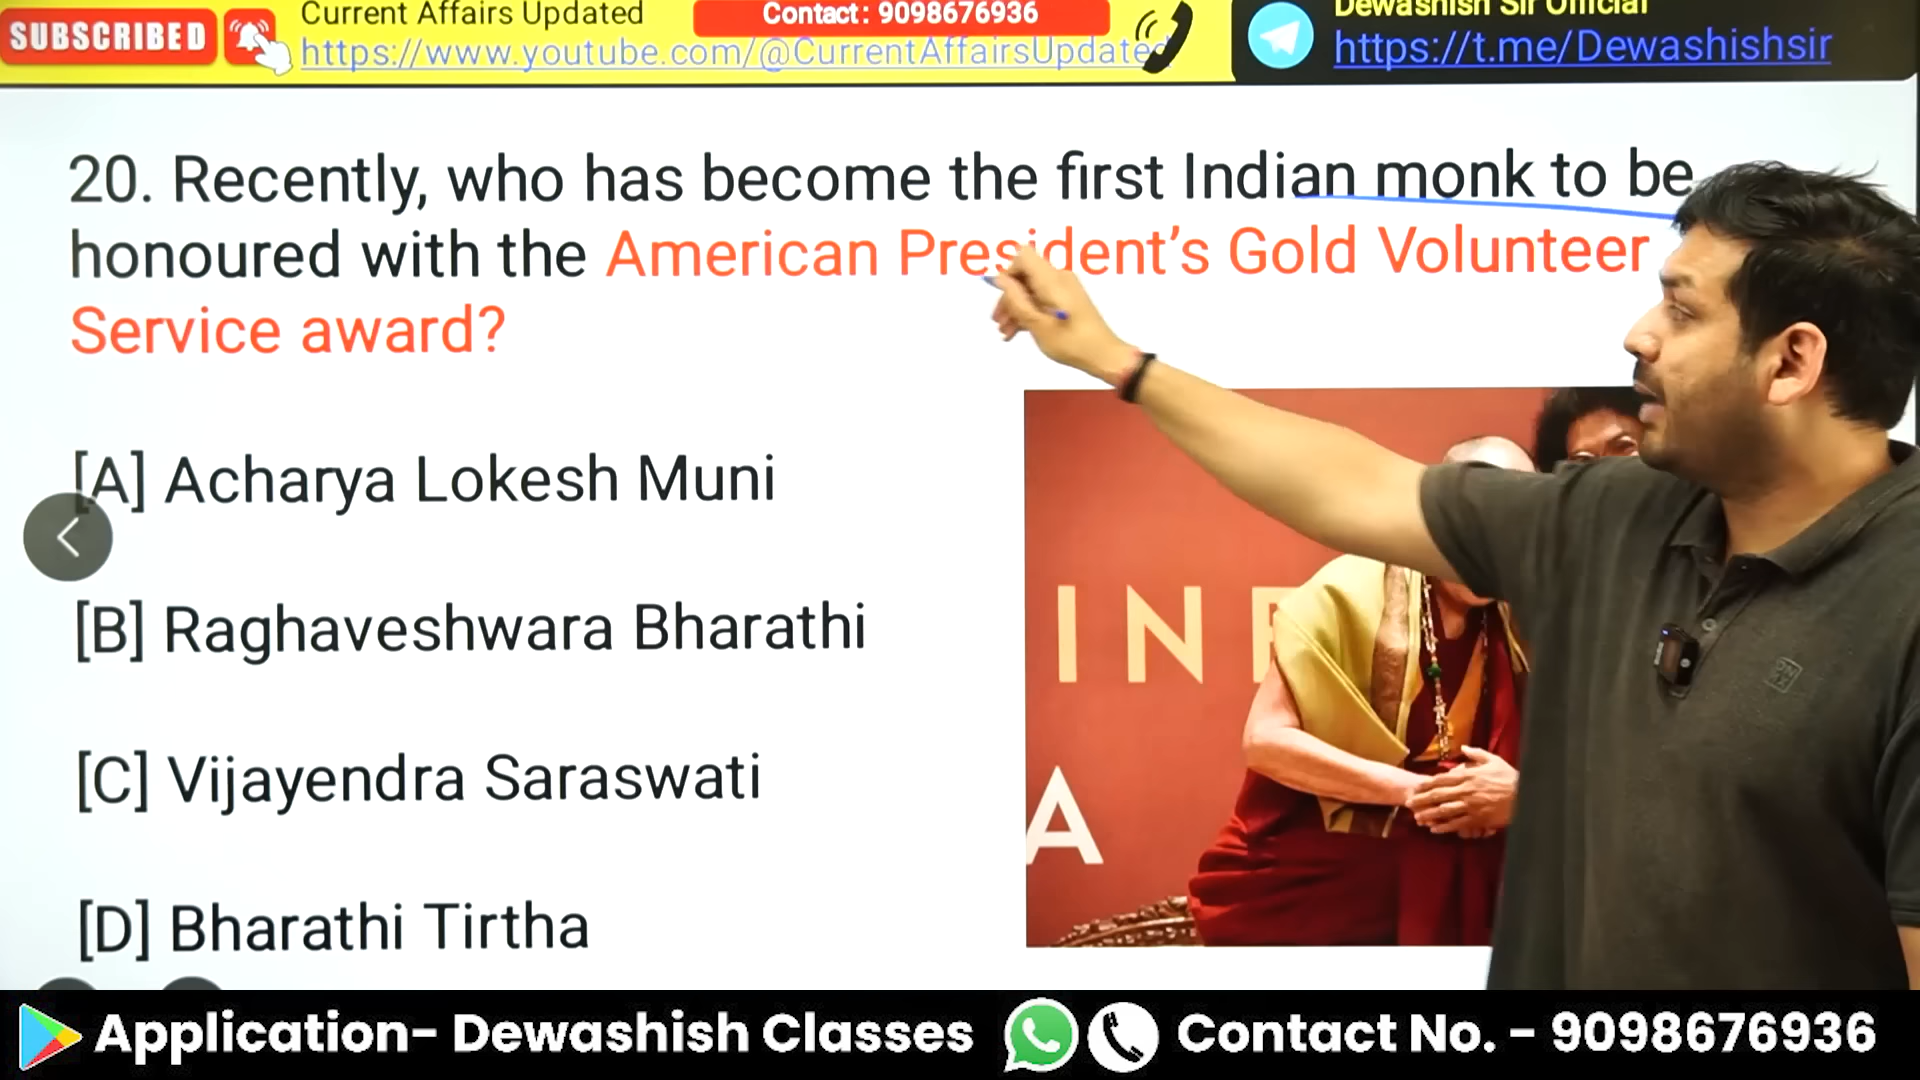 SUBSCRIBED
Current Affairs Updated
Contact: 9098676936
https://www.youtube.com/@CurrentAffairsUpdated
Dewashish Sir Official
https://t.me/Dewashishsir
20. Recently, who has become the first Indian monk to be
honoured with the American President’s Gold Volunteer
Service award?
[A] Acharya Lokesh Muni
[B] Raghaveshwara Bharathi
[C] Vijayendra Saraswati
[D] Bharathi Tirtha
IN
A
Application- Dewashish Classes
Contact No. - 9098676936